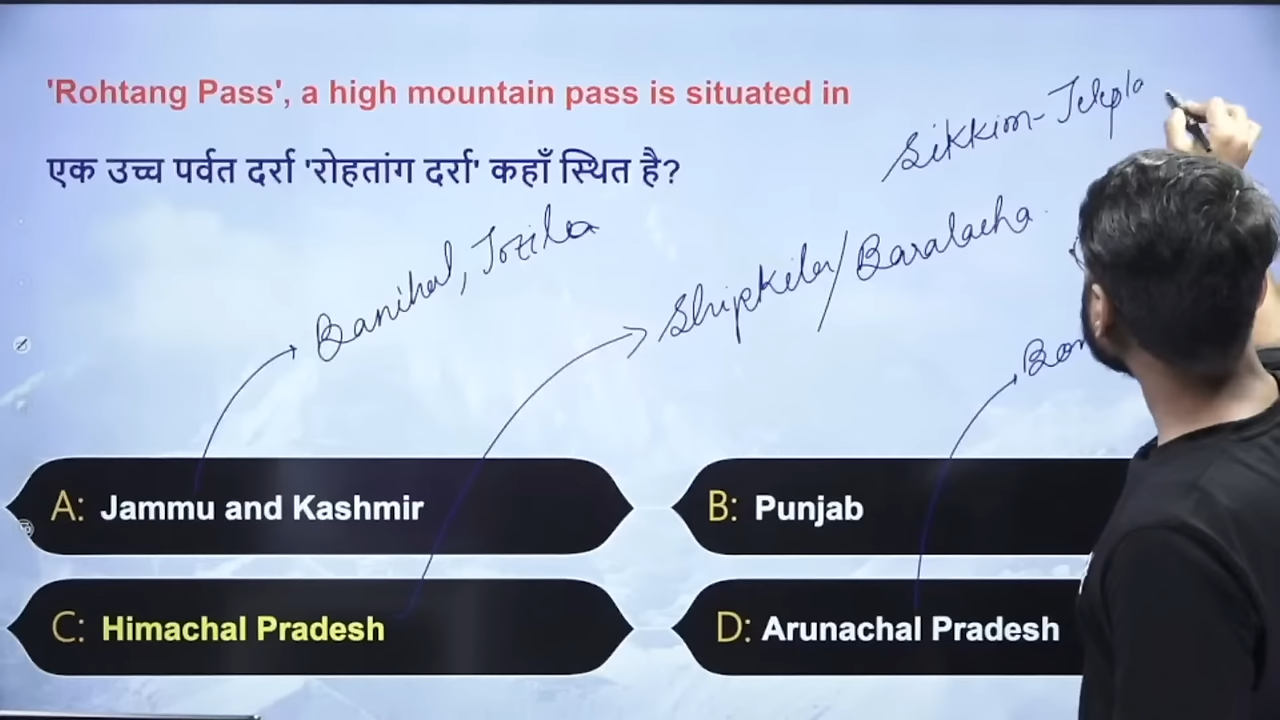 'Rohtang Pass', a high mountain pass is situated in
Sikkim-Jelepla
एक उच्च पर्वत दर्रा 'रोहतांग दर्रा' कहाँ स्थित है?
Banihal, Jozila
Shipkila/Baralacha
Bom
A: Jammu and Kashmir
B: Punjab
C: Himachal Pradesh
D: Arunachal Pradesh